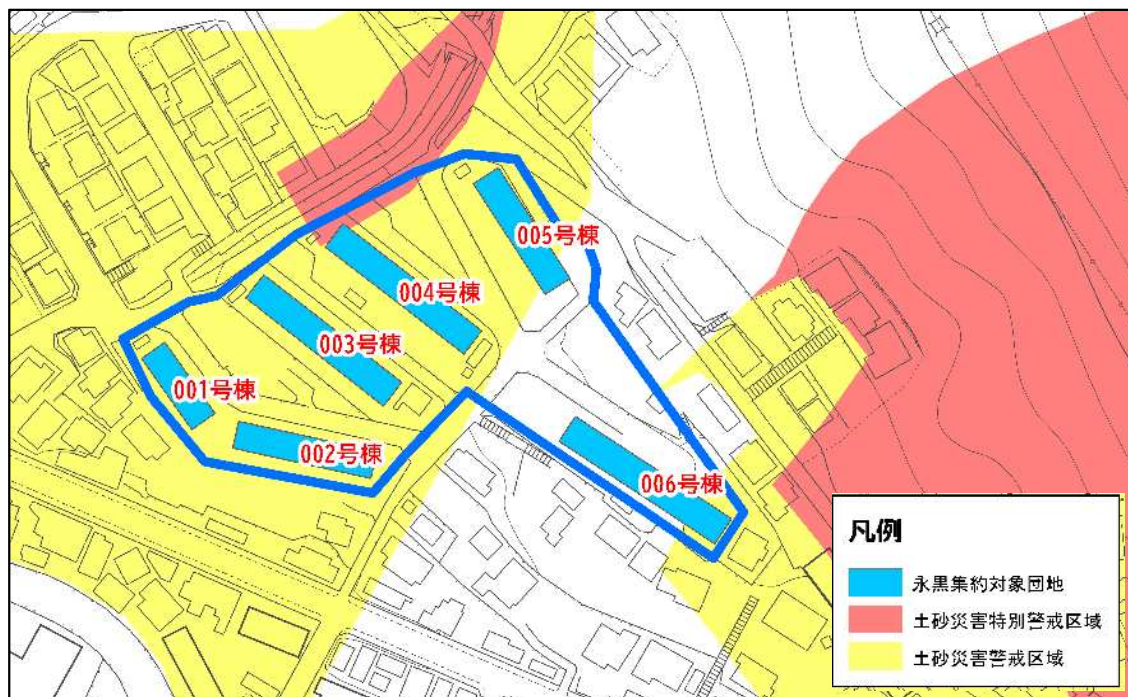 005号棟
004号棟
003号棟
001号棟
002号棟
006号棟
凡例
永黒集約対象団地
土砂災害特別警戒区域
土砂災害警戒区域